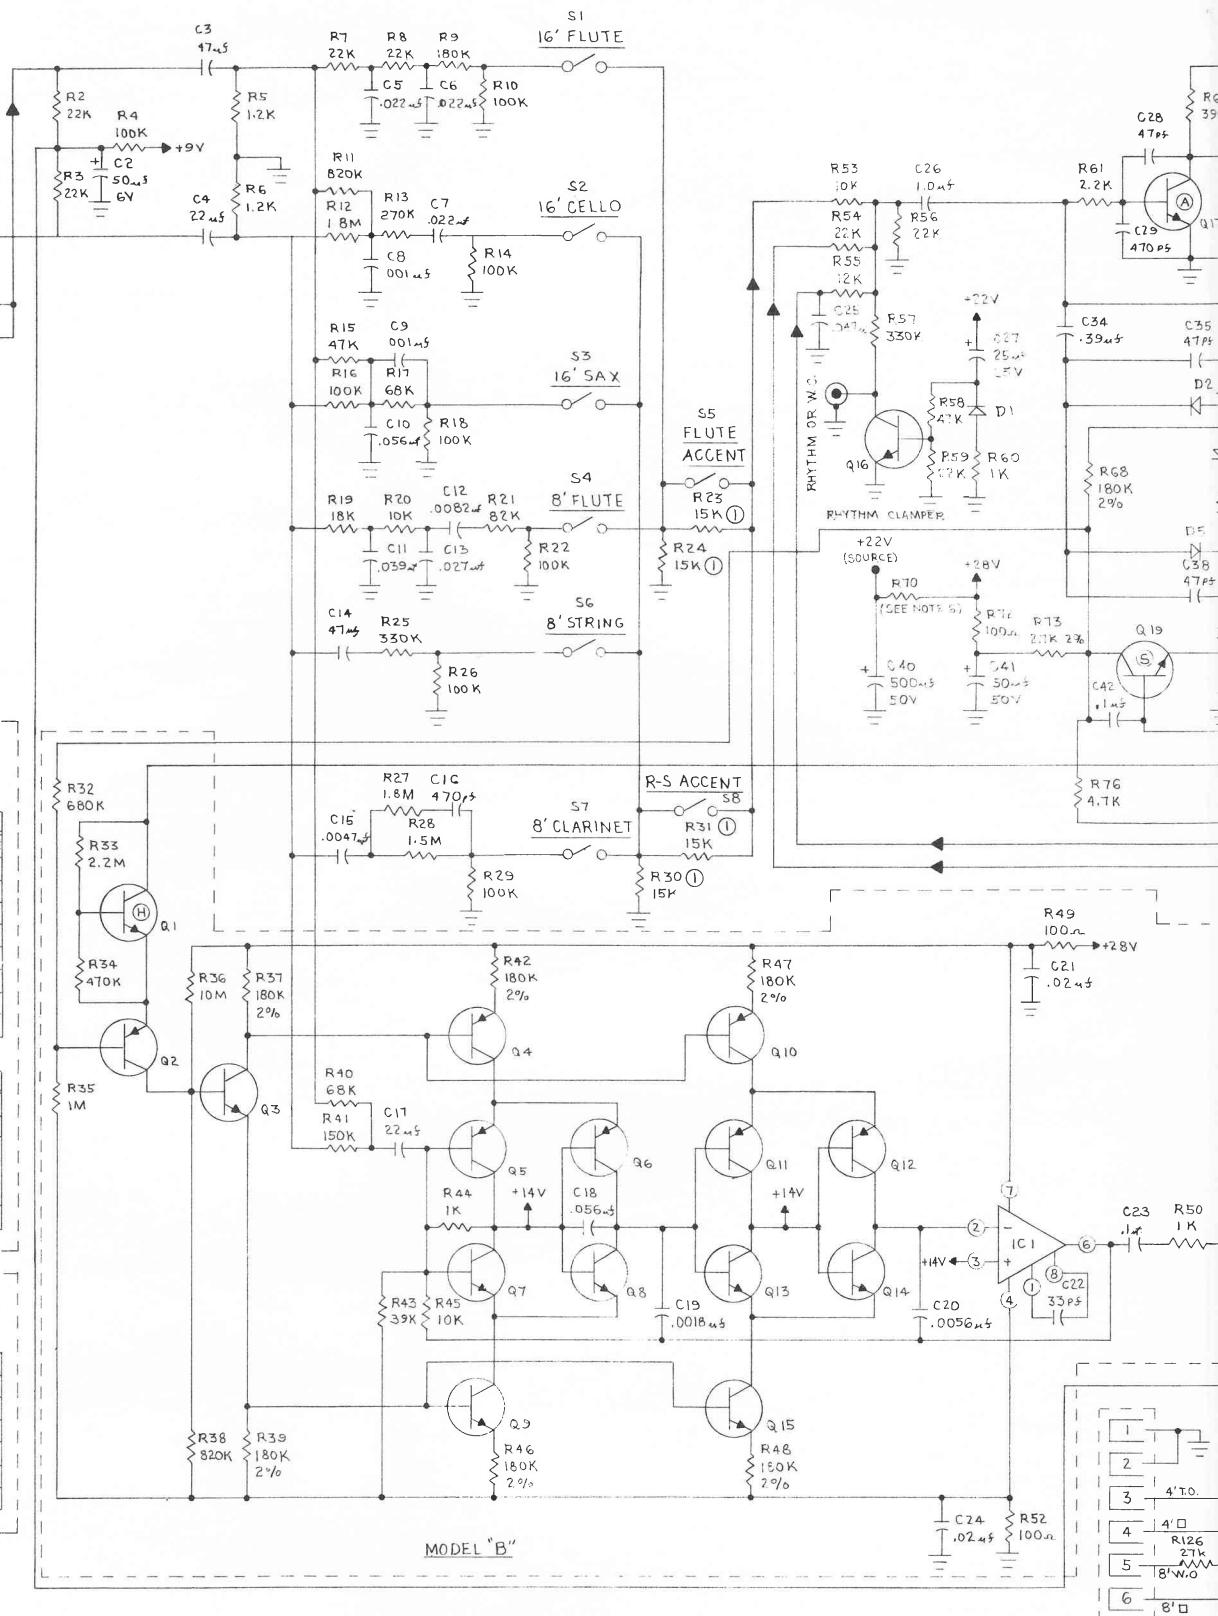 S1
16' FLUTE
C3
47µf
R7
22K
R8
22K
R9
180K
C5
.022µf
C6
.022µf
R10
100K
R2
22K
R4
100K
+9V
+
C2
50µf
6V
R3
22K
R5
1.2K
R6
1.2K
C4
22µf
R11
820K
R12
1.8M
R13
270K
C7
.022µf
C8
001µf
R14
100K
S2
16' CELLO
R15
47K
C9
001µf
R16
100K
R17
68K
C10
.056µf
R18
100K
S3
16' SAX
S5
FLUTE
ACCENT
R19
18K
R20
10K
C12
.0082µf
R21
82K
C11
.039µf
C13
.027µf
R22
100K
S4
8' FLUTE
R23
15K ①
R24
15K ①
C14
47µf
R25
330K
R26
100K
S6
8' STRING
R53
10K
C26
1.0µf
R54
22K
R56
22K
R55
12K
C25
.047µ
R57
330K
RHYTHM OR W.O.
+22V
+
C27
25µf
Q16
R58
47K
D1
R59
R60
1K
RHYTHM CLAMPER
R61
2.2K
C28
47pf
A
C29
470pf
C34
.39µf
C35
47pf
D2
R68
180K
2%
D5
C38
47pf
+22V
(SOURCE)
+28V
R70
(SEE NOTE 5)
R72
100Ω
R73
2.7K 2%
Q19
S
+
C40
500µf
50V
+
C41
50µf
50V
C42
.1µf
R76
4.7K
R32
680K
R33
2.2M
H
Q1
R34
470K
Q2
R35
1M
R27
1.8M
C16
470pf
C15
.0047µf
R28
1.5M
R29
100K
S7
8' CLARINET
R-S ACCENT
S8
R31 ①
15K
R30 ①
15K
R49
100Ω
+28V
C21
.02µf
R36
10M
R37
180K
2%
R42
180K
2%
Q4
R47
180K
2%
Q10
Q3
R40
68K
R41
150K
C17
22µf
Q5
Q6
Q11
Q12
R44
1K
+14V
C18
.056µf
+14V
Q7
Q8
Q13
Q14
R43
39K
R45
10K
C19
.0018µf
C20
.0056µf
7
2
-
IC1
6
+14V
3
+
4
1
8
C22
33pf
C23
.1µf
R50
1K
Q9
Q15
R38
820K
R39
180K
2%
R46
180K
2%
R48
180K
2%
C24
.02µf
R52
100Ω
MODEL "B"
1
2
3
4'T.O.
4
4'□
R126
27K
5
8'W.O
6
8'□